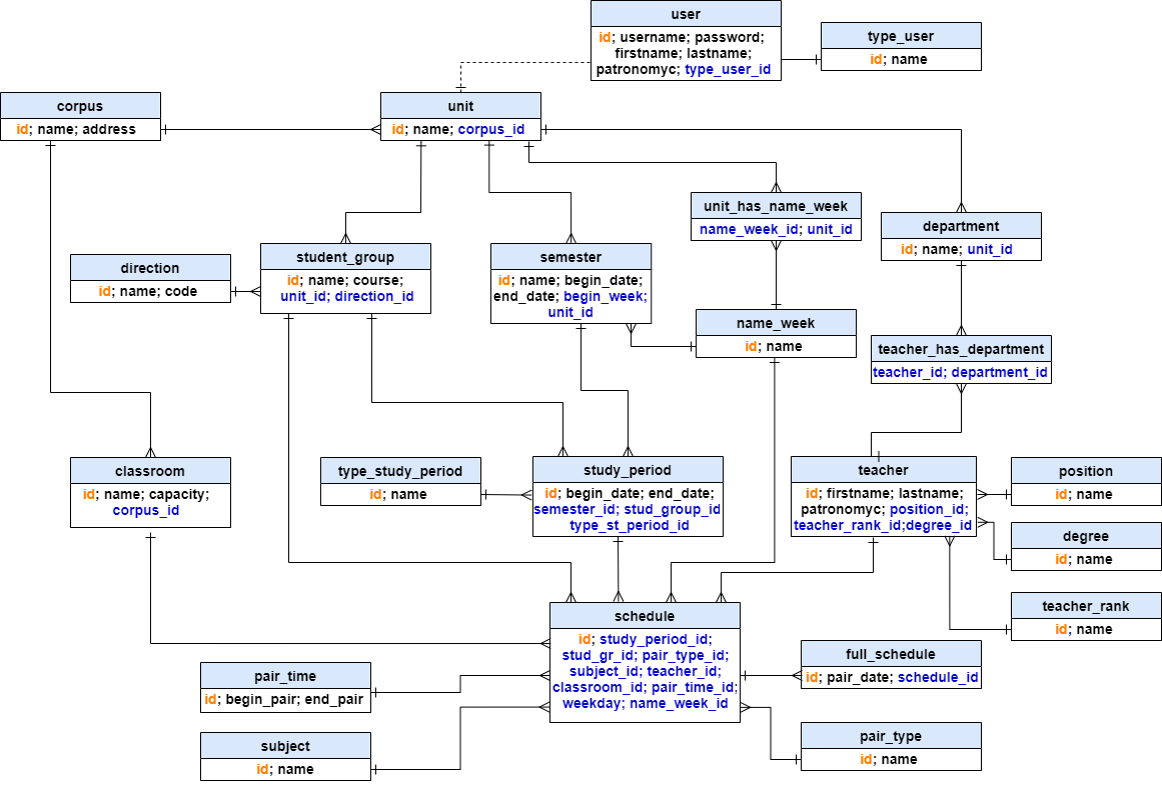 user
id; username; password;
firstname; lastname;
patronomyc; type_user_id
type_user
id; name
corpus
id; name; address
unit
id; name; corpus_id
unit_has_name_week
name_week_id; unit_id
department
id; name; unit_id
direction
id; name; code
student_group
id; name; course;
unit_id; direction_id
semester
id; name; begin_date;
end_date; begin_week;
unit_id
name_week
id; name
teacher_has_department
teacher_id; department_id
classroom
id; name; capacity;
corpus_id
type_study_period
id; name
study_period
id; begin_date; end_date;
semester_id; stud_group_id
type_st_period_id
teacher
id; firstname; lastname;
patronomyc; position_id;
teacher_rank_id;degree_id
position
id; name
degree
id; name
teacher_rank
id; name
schedule
id; study_period_id;
stud_gr_id; pair_type_id;
subject_id; teacher_id;
classroom_id; pair_time_id;
weekday; name_week_id
full_schedule
id; pair_date; schedule_id
pair_time
id; begin_pair; end_pair
subject
id; name
pair_type
id; name